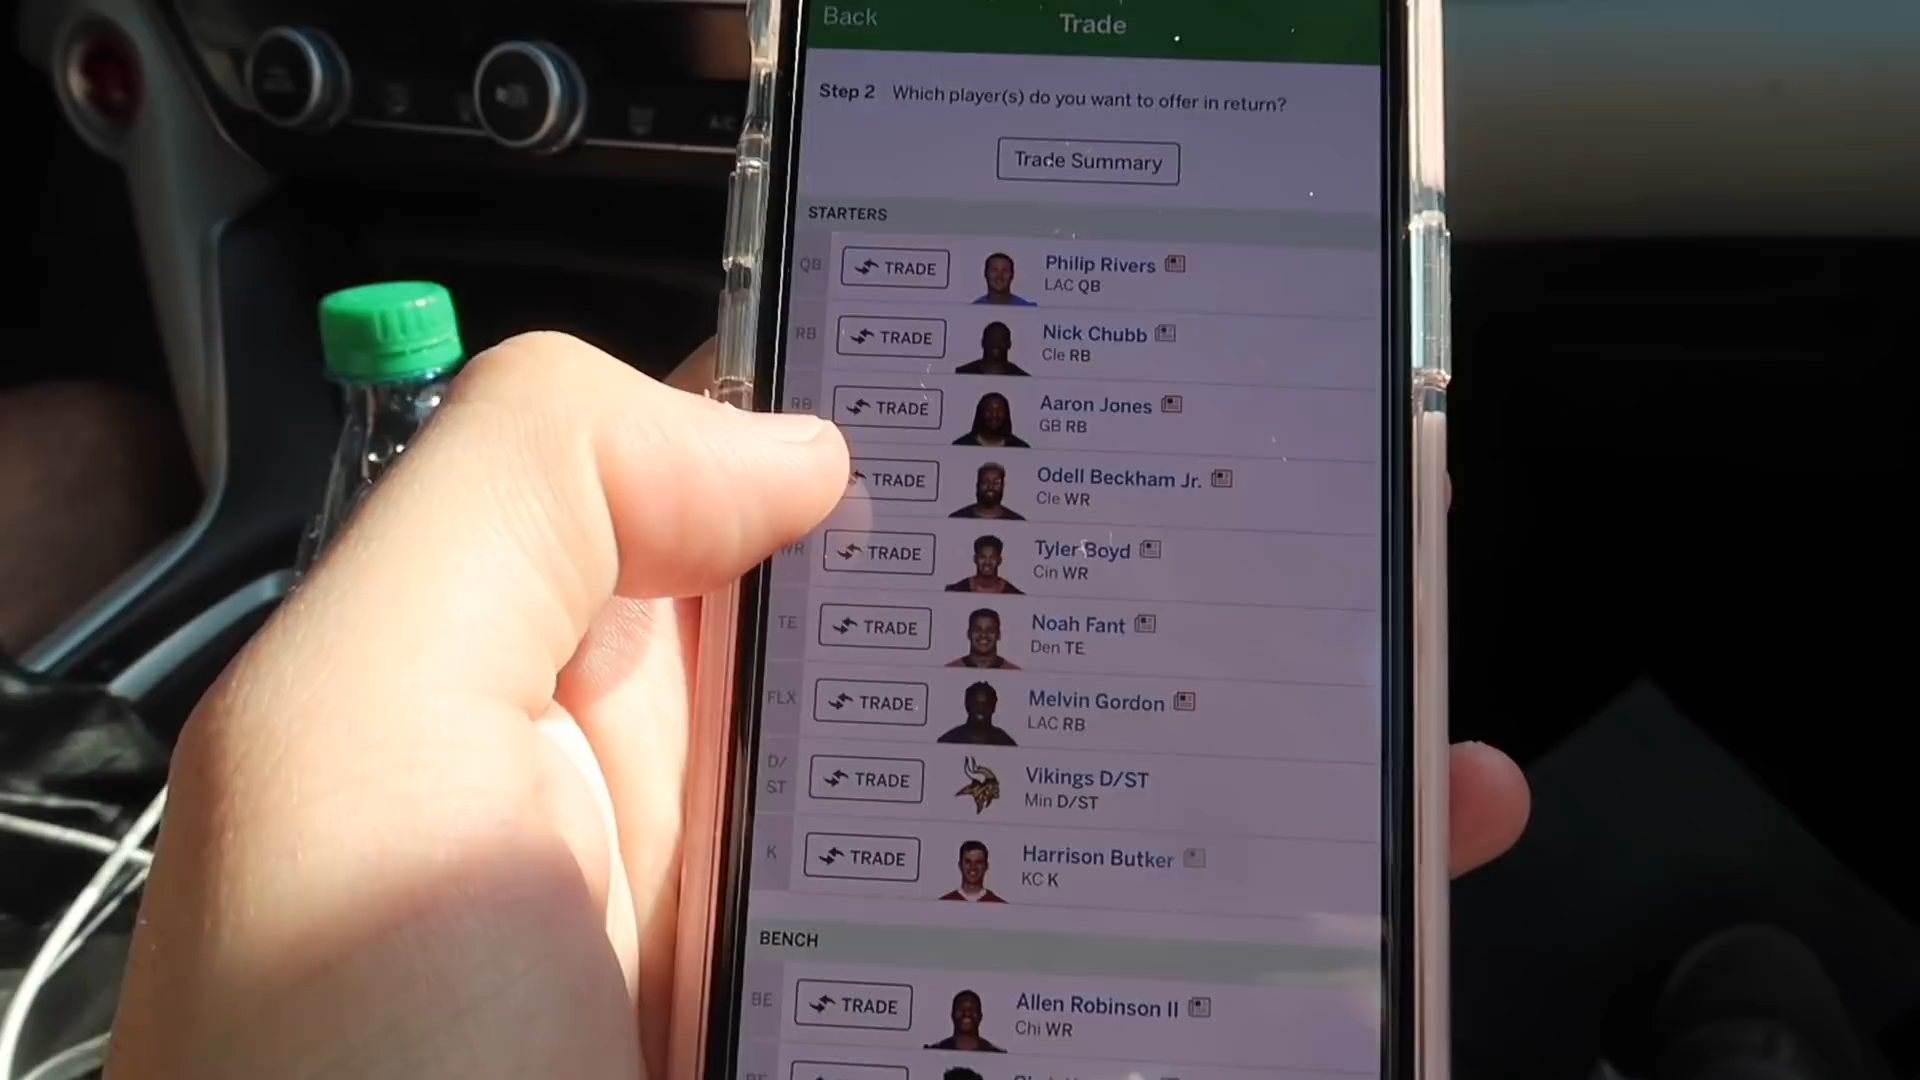 Back
Trade
Step 2 Which player(s) do you want to offer in return?
Trade Summary
STARTERS
QB TRADE Philip Rivers
LAC QB
RB TRADE Nick Chubb
Cle RB
RB TRADE Aaron Jones
GB RB
TRADE Odell Beckham Jr.
Cle WR
WR TRADE Tyler Boyd
Cin WR
TE TRADE Noah Fant
Den TE
FLX TRADE Melvin Gordon
LAC RB
D/
ST TRADE Vikings D/ST
Min D/ST
K TRADE Harrison Butker
KC K
BENCH
BE TRADE Allen Robinson II
Chi WR
A/C